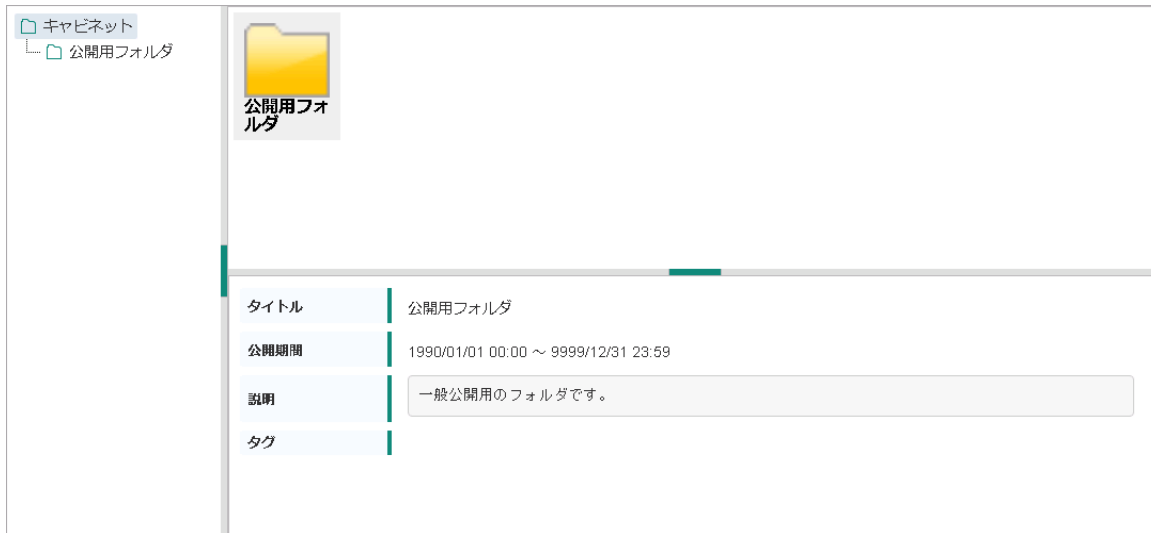 キャビネット
公開用フォルダ
公開用フォ
ルダ
タイトル
公開用フォルダ
公開期間
1990/01/01 00:00 ～ 9999/12/31 23:59
説明
一般公開用のフォルダです。
タグ